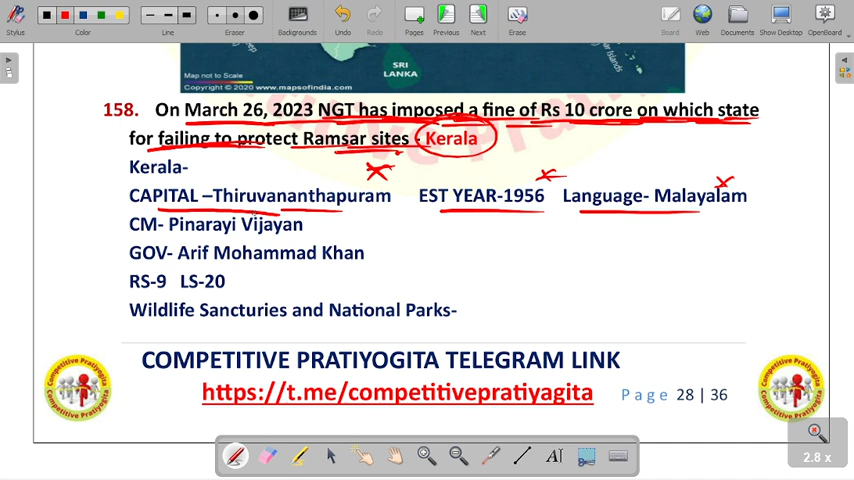 Stylus
Color
Line
Eraser
Backgrounds
Undo
Redo
Pages
Previous
Next
Erase
Board
Web
Documents
Show Desktop
OpenBoard
SRI
LANKA
Map not to Scale
Copyright © 2020 www.mapsofindia.com
158. On March 26, 2023 NGT has imposed a fine of Rs 10 crore on which state
for failing to protect Ramsar sites - Kerala
Kerala-
CAPITAL –Thiruvananthapuram EST YEAR-1956 Language- Malayalam
CM- Pinarayi Vijayan
GOV- Arif Mohammad Khan
RS-9 LS-20
Wildlife Sancturies and National Parks-
COMPETITIVE PRATIYOGITA TELEGRAM LINK
https://t.me/competitivepratiyagita
Page 28 | 36
Competitive Pratiyogita
Competitive Pratiyogita
2.8 x